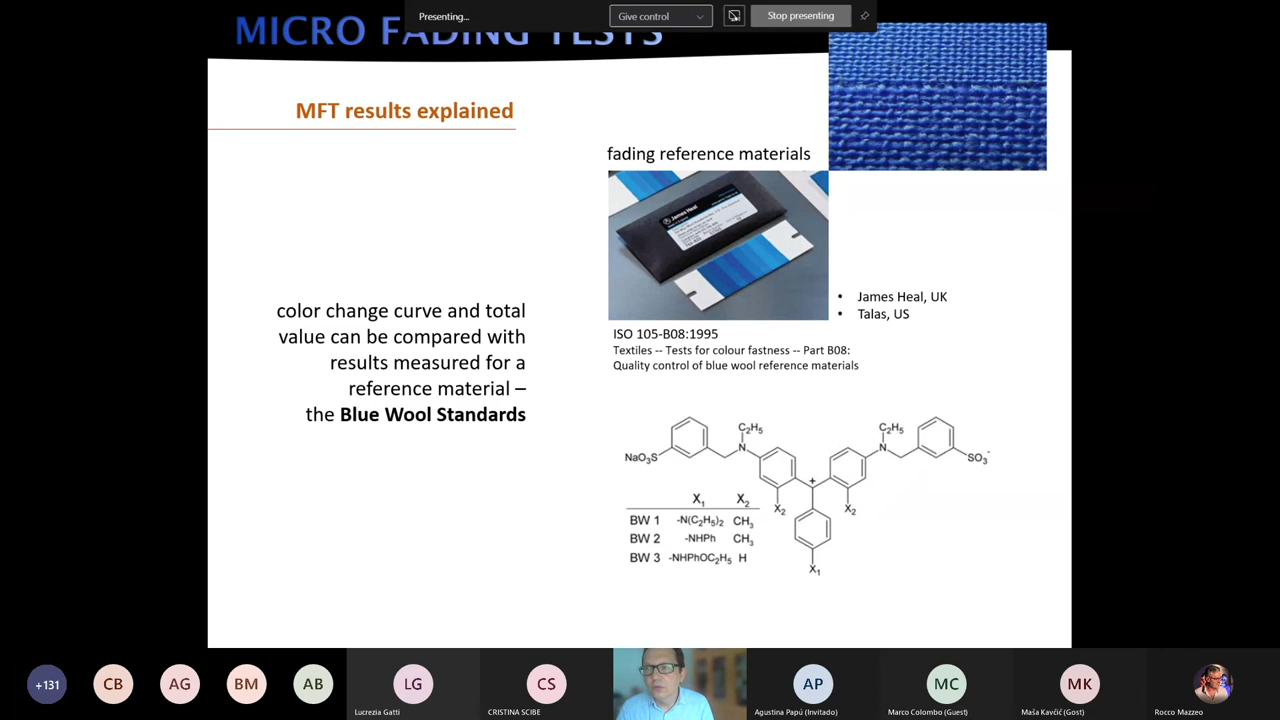 Presenting...
Give control
Stop presenting
MICRO FADING TESTS
MFT results explained
fading reference materials
James Heal
• James Heal, UK
• Talas, US
ISO 105-B08:1995
Textiles -- Tests for colour fastness -- Part B08:
Quality control of blue wool reference materials
color change curve and total
value can be compared with
results measured for a
reference material –
the Blue Wool Standards
C₂H₅ C₂H₅
N N
NaO₃S SO₃⁻
+
X₂ X₂
X₁
X₁ X₂
BW 1 -N(C₂H₅)₂ CH₃
BW 2 -NHPh CH₃
BW 3 -NHPhOC₂H₅ H
+131
CB
AG
BM
AB
LG
Lucrezia Gatti
CS
CRISTINA SCIBE
AP
Agustina Papú (Invitado)
MC
Marco Colombo (Guest)
MK
Maša Kavčič (Gost)
Rocco Mazzeo